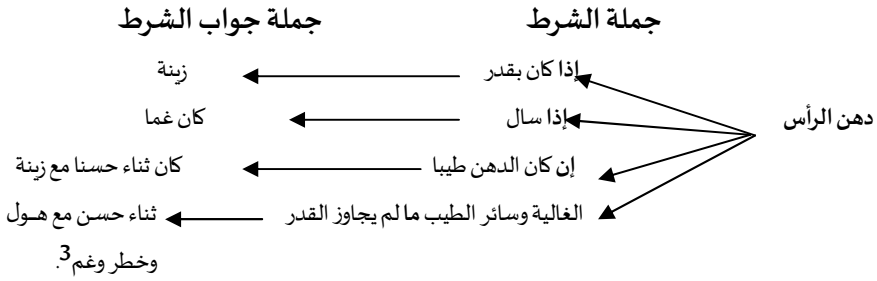 جملة الشرط جملة جواب الشرط
إذا كان بقدر زينة
دهن الرأس إذا سال كان غما
إن كان الدهن طيبا كان ثناء حسنا مع زينة
الغالية وسائر الطيب ما لم يجاوز القدر ثناء حسن مع هـول
وخطر وغم3.